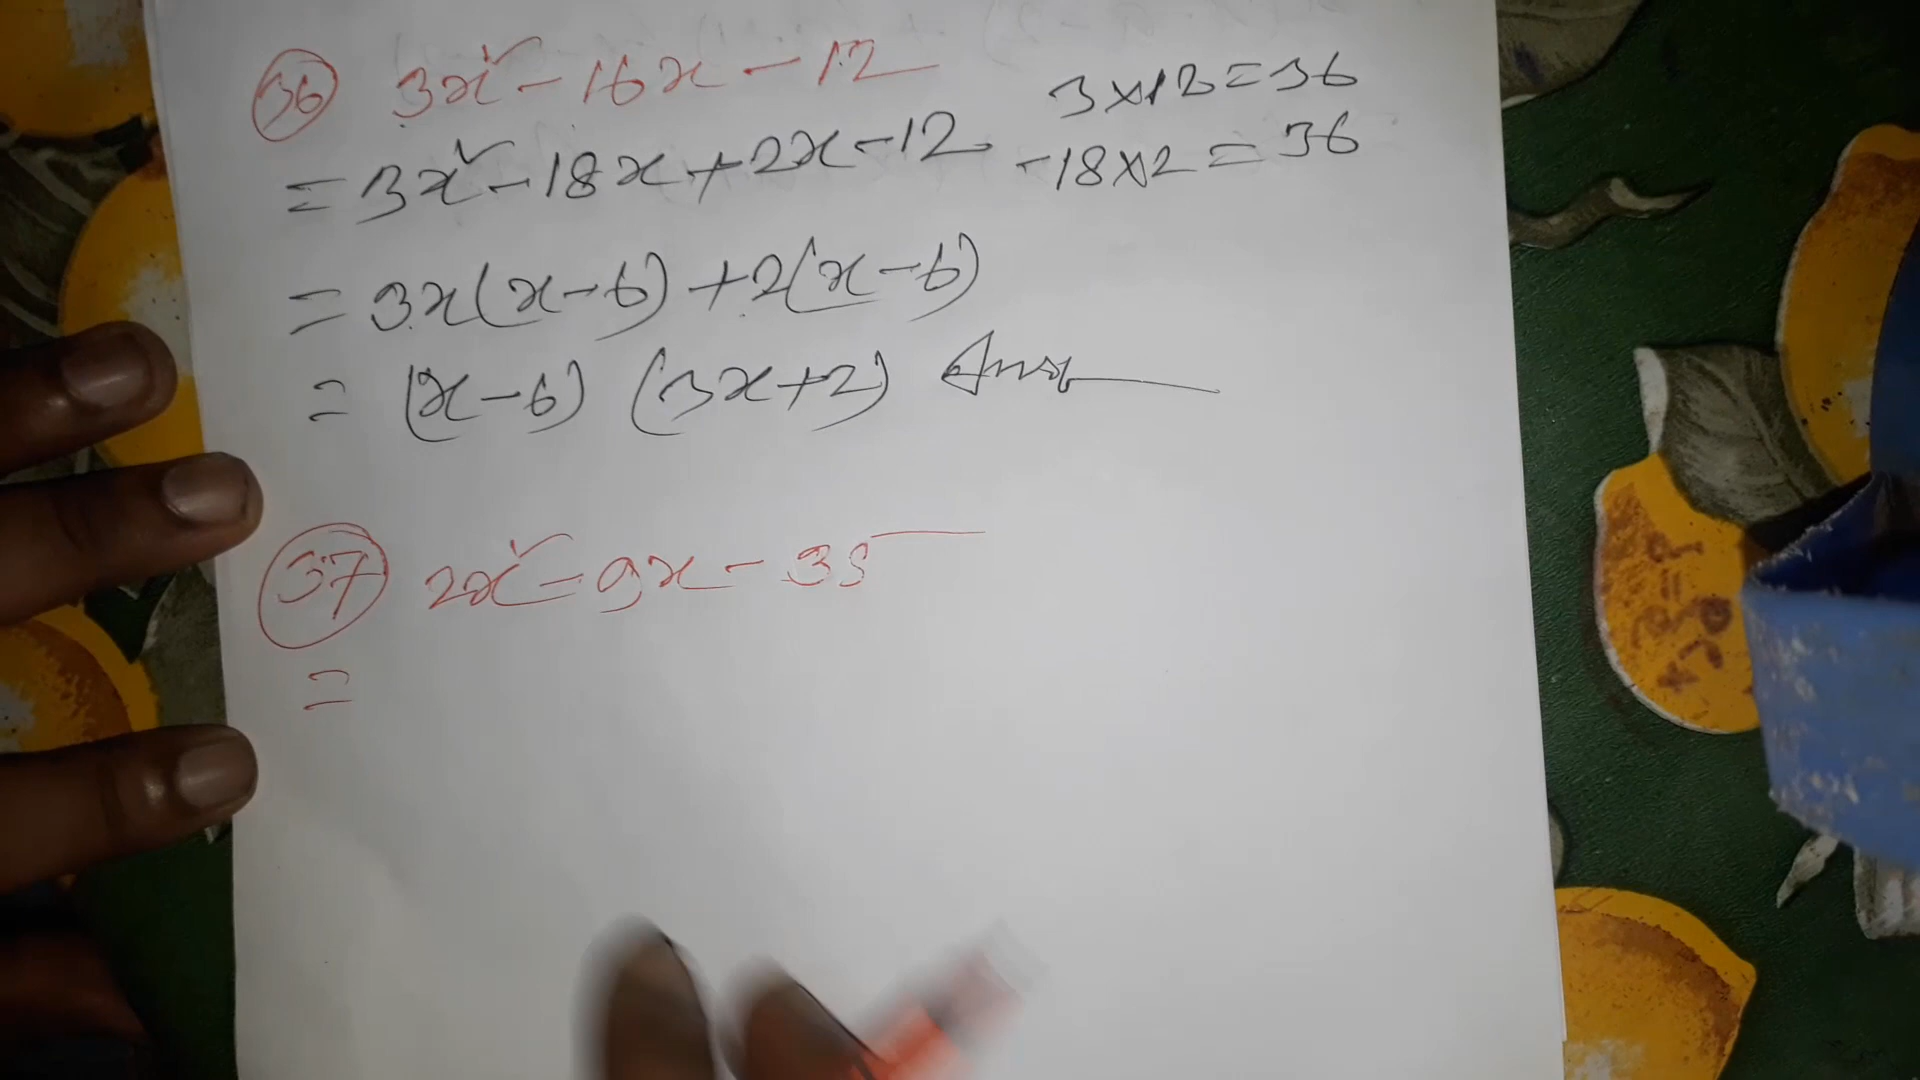 36 3x² - 16x - 12
= 3x² - 18x + 2x - 12
3 x 12 = 36
-18 x 2 = 36
= 3x(x-6) + 2(x-6)
= (x-6) (3x+2) Ans
37 2x² - 9x - 35
=